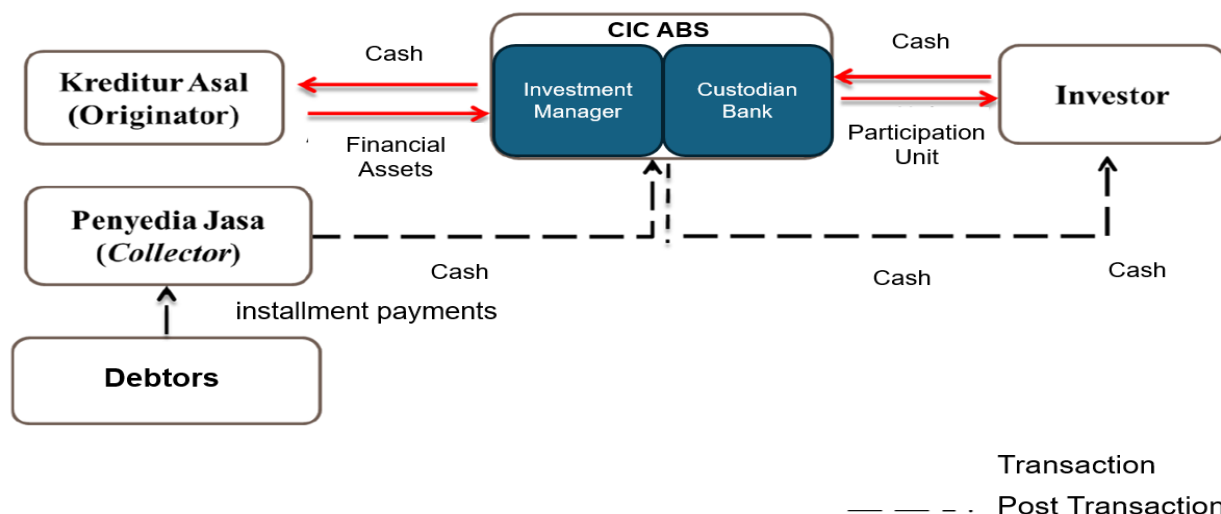 CIC ABS
Cash
Cash
Kreditur Asal
(Originator)
Investment
Manager
Custodian
Bank
Investor
Financial
Assets
Participation
Unit
Penyedia Jasa
(Collector)
Cash
Cash
Cash
installment payments
Debtors
Transaction
Post Transaction